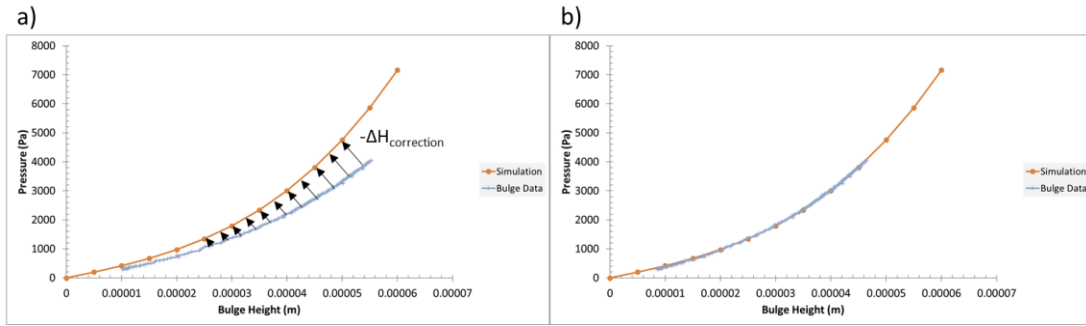 a)
8000
7000
6000
5000
4000
3000
2000
1000
0
Pressure (Pa)
0 0.00001 0.00002 0.00003 0.00004 0.00005 0.00006 0.00007
Bulge Height (m)
-ΔHcorrection
Simulation
Bulge Data
b)
8000
7000
6000
5000
4000
3000
2000
1000
0
Pressure (Pa)
0 0.00001 0.00002 0.00003 0.00004 0.00005 0.00006 0.00007
Bulge Height (m)
Simulation
Bulge Data